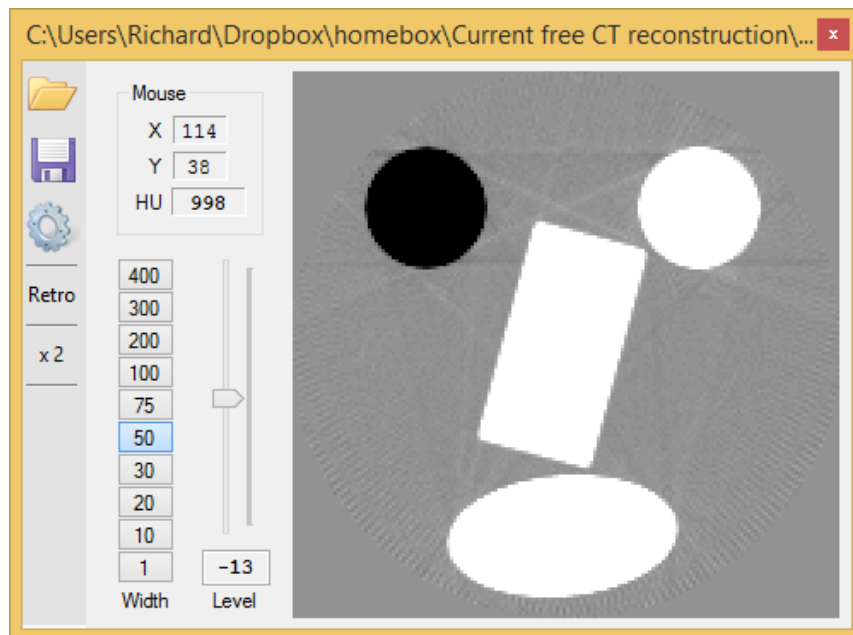 C:\Users\Richard\Dropbox\homebox\Current free CT reconstruction\... x
Mouse
X 114
Y 38
HU 998
Retro
x 2
400
300
200
100
75
50
30
20
10
1
-13
Width Level